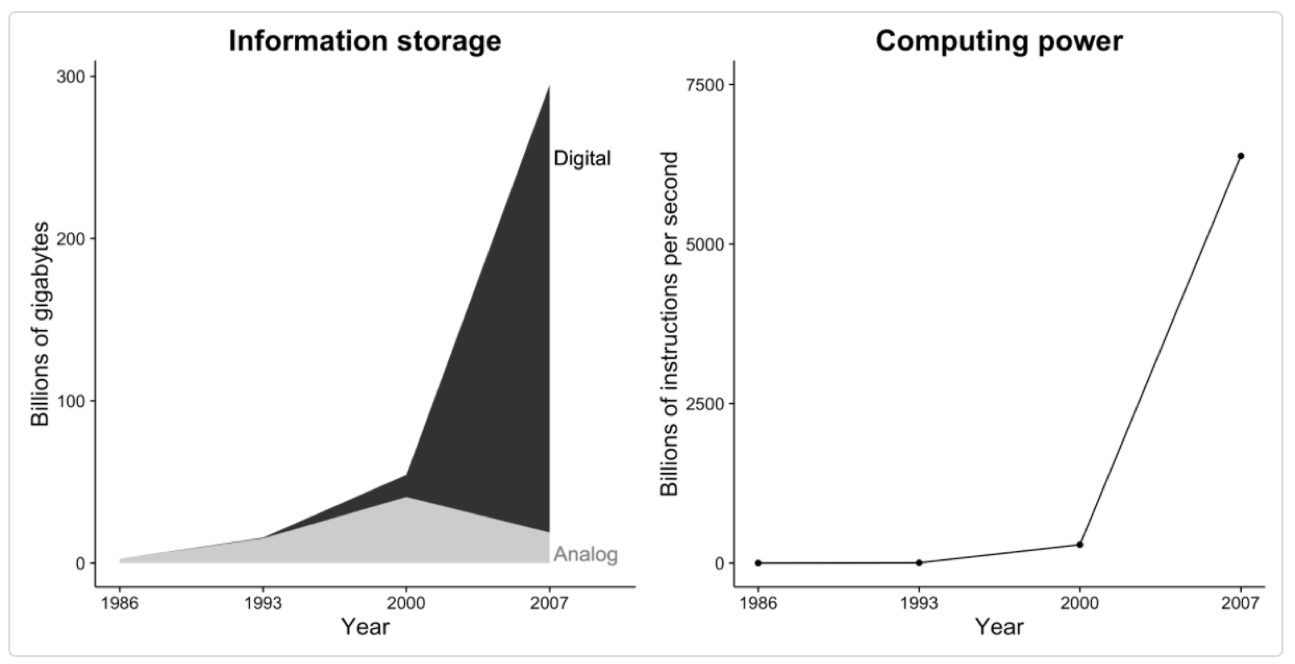 Information storage
Billions of gigabytes
300
200
100
0
Digital
Analog
1986
1993
2000
2007
Year
Computing power
Billions of instructions per second
7500
5000
2500
0
1986
1993
2000
2007
Year